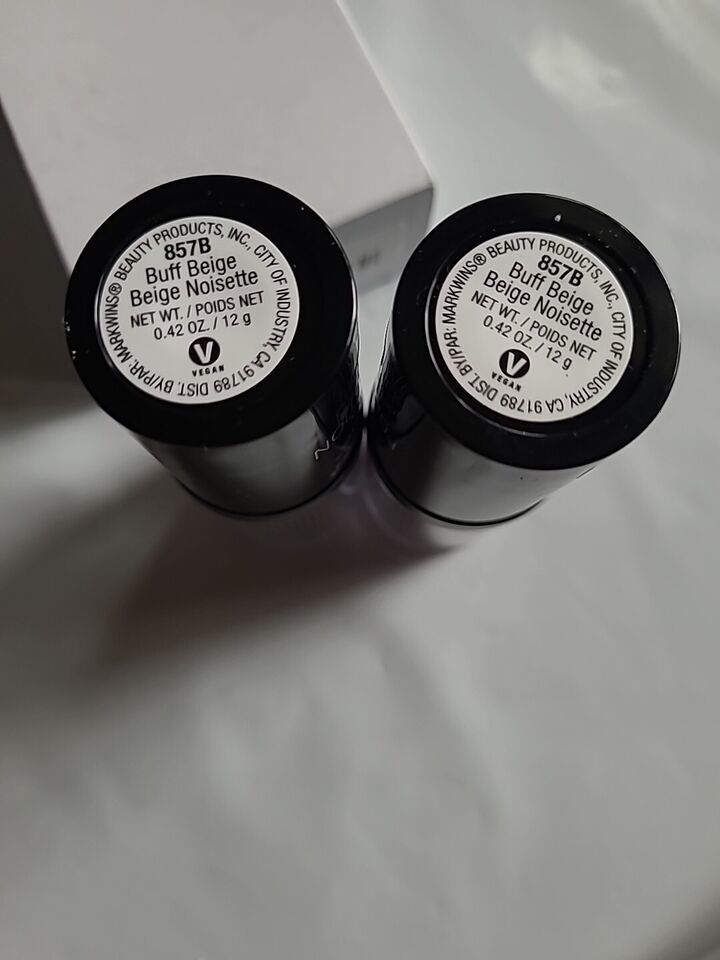 857B
Buff Beige
Beige Noisette
NET WT. / POIDS NET
0.42 OZ. / 12 g
V
VEGAN
DIST. BY/PAR: MARKWINS® BEAUTY PRODUCTS, INC., CITY OF INDUSTRY, CA 91789
857B
Buff Beige
Beige Noisette
NET WT. / POIDS NET
0.42 OZ. / 12 g
V
VEGAN
DIST. BY/PAR: MARKWINS® BEAUTY PRODUCTS, INC., CITY OF INDUSTRY, CA 91789